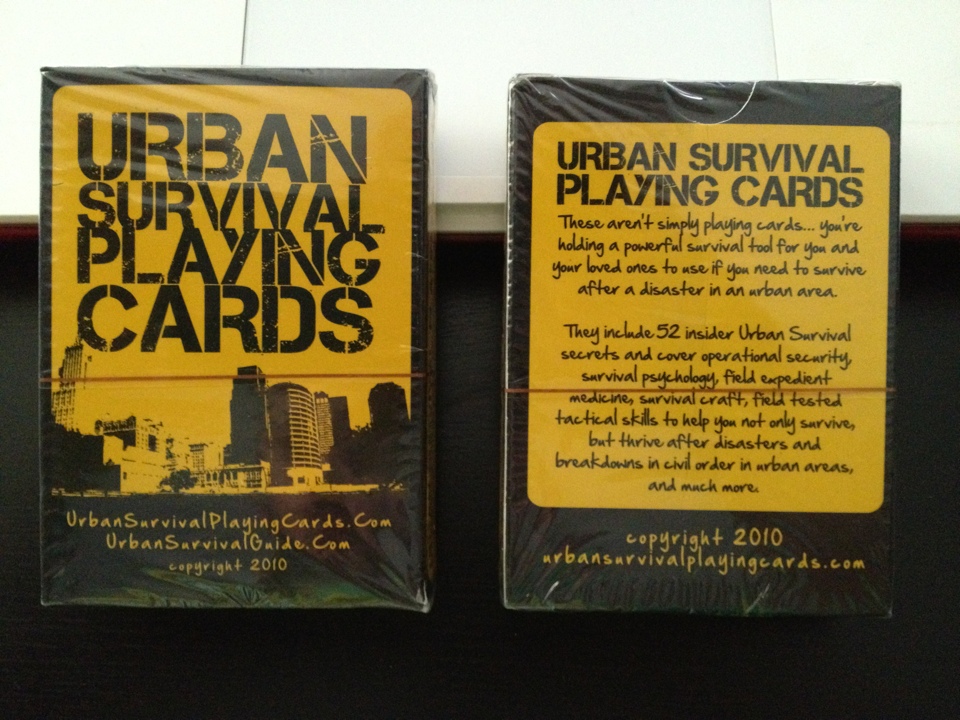 URBAN
SURVIVAL
PLAYING
CARDS
UrbanSurvivalPlayingCards.Com
UrbanSurvivalGuide.Com
copyright 2010
URBAN SURVIVAL
PLAYING CARDS
These aren't simply playing cards... you're
holding a powerful survival tool for you and
your loved ones to use if you need to survive
after a disaster in an urban area.
They include 52 insider Urban Survival
secrets and cover operational security,
survival psychology, field expedient
medicine, survival craft, field tested
tactical skills to help you not only survive,
but thrive after disasters and
breakdowns in civil order in urban areas,
and much more.
copyright 2010
urbansurvivalplayingcards.com